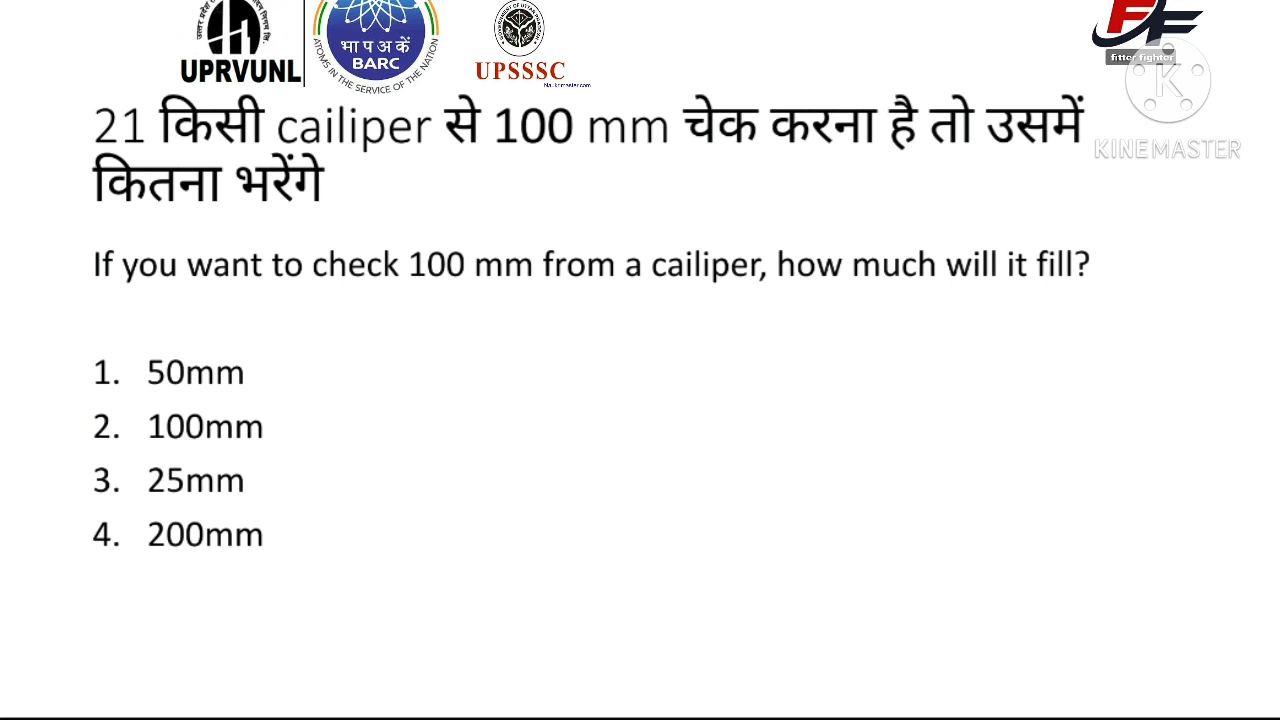 UPRVUNL
भा प अ कें
BARC
ATOMS IN THE SERVICE OF THE NATION
UPSSSC
fitter fighter
K
KINEMASTER
21 किसी cailiper से 100 mm चेक करना है तो उसमें
कितना भरेंगे
If you want to check 100 mm from a cailiper, how much will it fill?
1. 50mm
2. 100mm
3. 25mm
4. 200mm